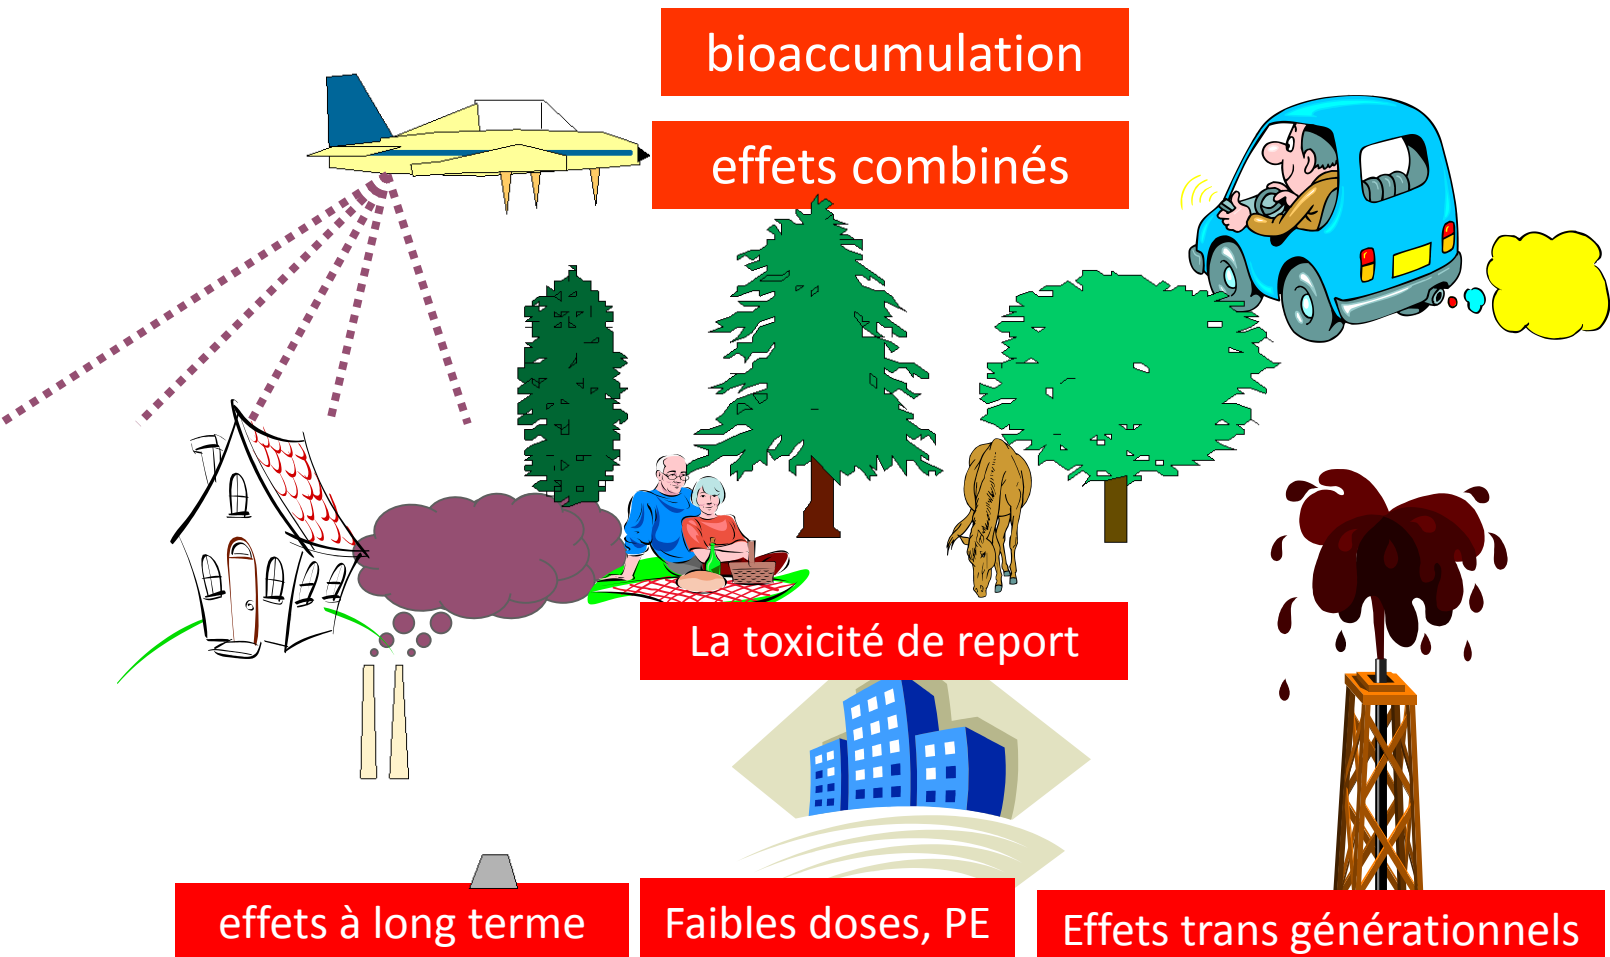 bioaccumulation
effets combinés
La toxicité de report
effets à long terme
Faibles doses, PE
Effets trans générationnels